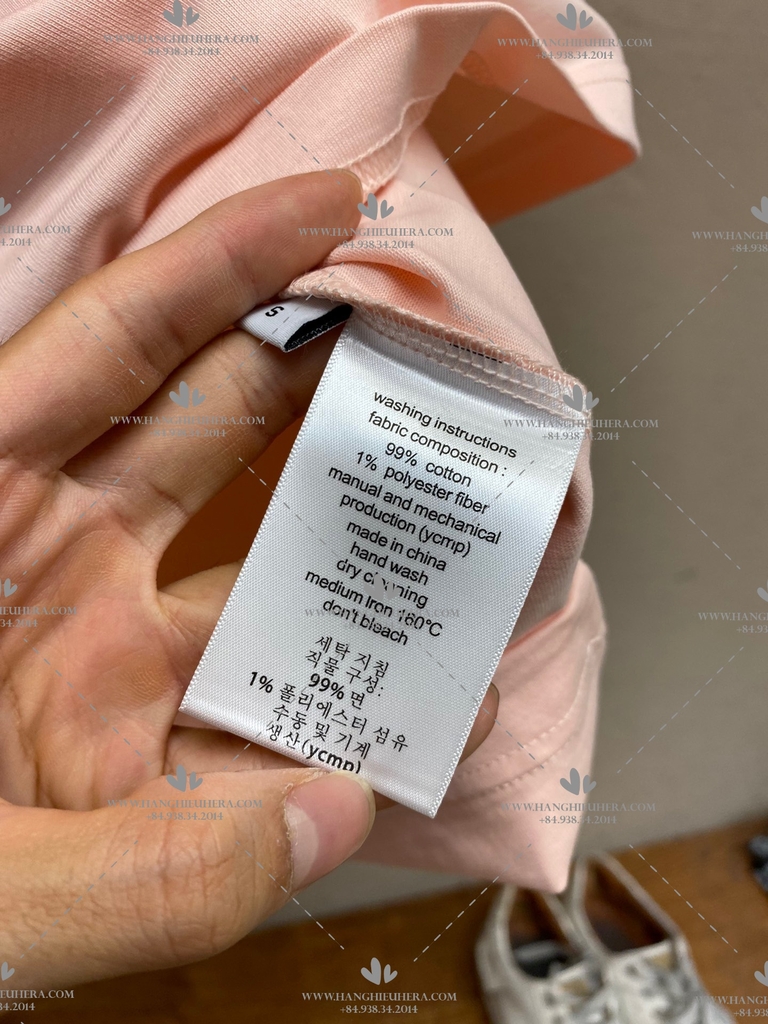 S
washing instructions
fabric composition :
99% cotton
1% polyester fiber
manual and mechanical
production (ycmp)
made in china
hand wash
dry
medium Iron 160°C
don't bleach
세탁 지침
직물 구성:
99% 면
1% 폴리에스터 섬유
수동 및 기계
생산(ycmp)
WWW.HANGHIEUHERA.COM
+84.938.34.2014